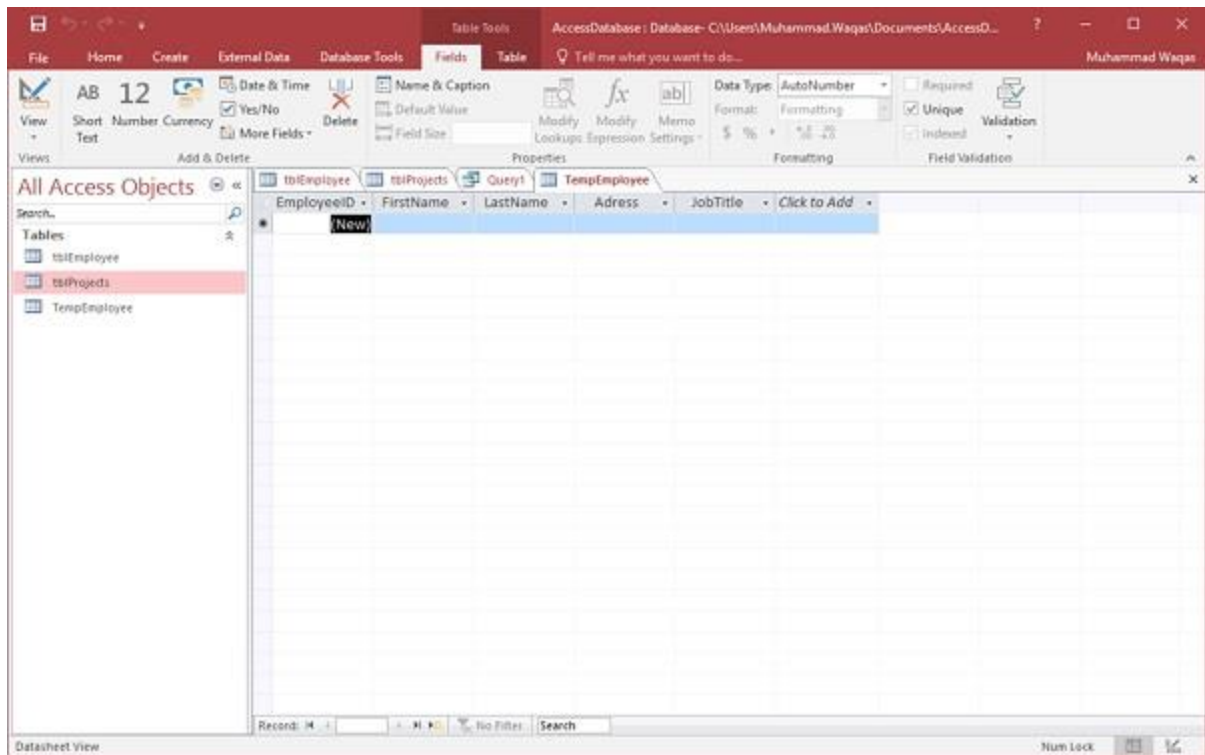 Table Tools AccessDatabase : Database- C:\Users\Muhammad.Waqas\Documents\AccessD... ?
File Home Create External Data Database Tools Fields Table Tell me what you want to do... Muhammad Waqas
View
AB Short Text
12 Number
Currency
Date & Time
Yes/No
More Fields
Delete
Name & Caption
Default Value
Field Size
Modify Lookups
fx Modify Expression
ab Memo Settings
Data Type: AutoNumber
Format: Formatting
$ %
Required
Unique
Indexed
Validation
Views Add & Delete Properties Formatting Field Validation
All Access Objects
Search...
Tables
tblEmployee
tblProjects
TempEmployee
tblEmployee tblProjects Query1 TempEmployee
EmployeeID FirstName LastName Adress JobTitle Click to Add
(New)
Record: No Filter Search
Datasheet View Num Lock